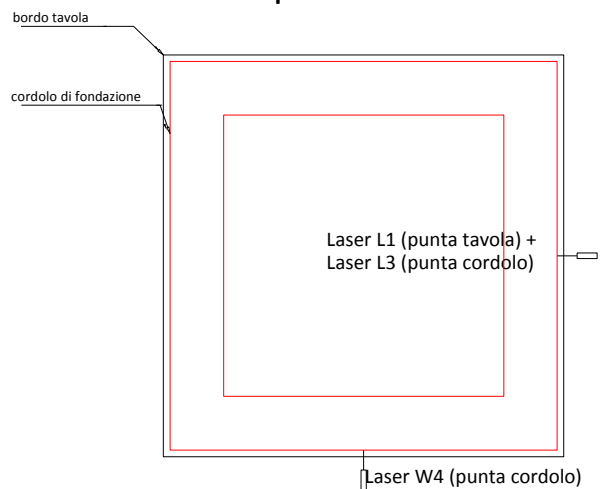 bordo tavola
cordolo di fondazione
Laser L1 (punta tavola) +
Laser L3 (punta cordolo)
Laser W4 (punta cordolo)